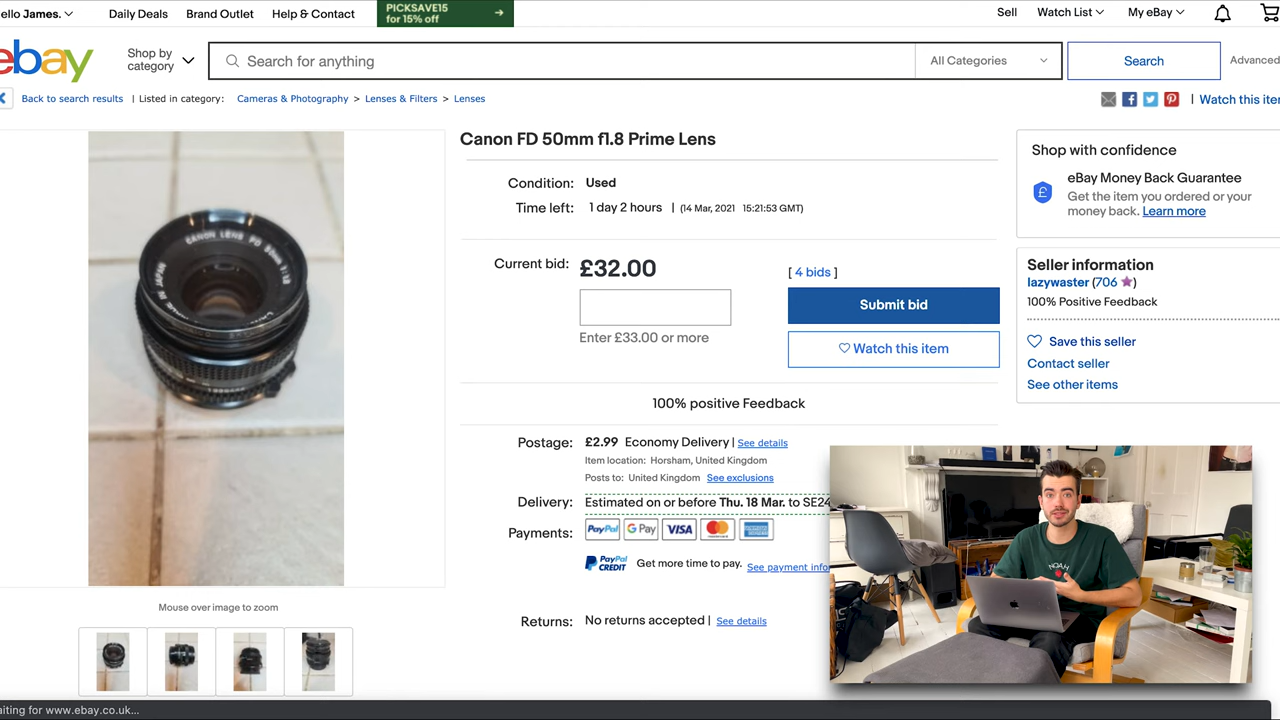 ello James.
Daily Deals
Brand Outlet
Help & Contact
PICKSAVE15
for 15% off
Sell
Watch List
My eBay
ebay
Shop by
category
Search for anything
All Categories
Search
Advanced
Back to search results | Listed in category: Cameras & Photography > Lenses & Filters > Lenses
| Watch this iter
Canon FD 50mm f1.8 Prime Lens
Condition: Used
Time left: 1 day 2 hours | (14 Mar, 2021 15:21:53 GMT)
Current bid: £32.00
[ 4 bids ]
Submit bid
Enter £33.00 or more
Watch this item
100% positive Feedback
Postage: £2.99 Economy Delivery | See details
Item location: Horsham, United Kingdom
Posts to: United Kingdom See exclusions
Delivery: Estimated on or before Thu. 18 Mar. to SE24
Payments: PayPal G Pay VISA mastercard
PayPal CREDIT Get more time to pay. See payment info
Returns: No returns accepted | See details
Shop with confidence
eBay Money Back Guarantee
Get the item you ordered or your
money back. Learn more
Seller information
lazywaster (706)
100% Positive Feedback
Save this seller
Contact seller
See other items
CANON LENS FD 50mm 1:1.8
Mouse over image to zoom
NOAH
aiting for www.ebay.co.uk...